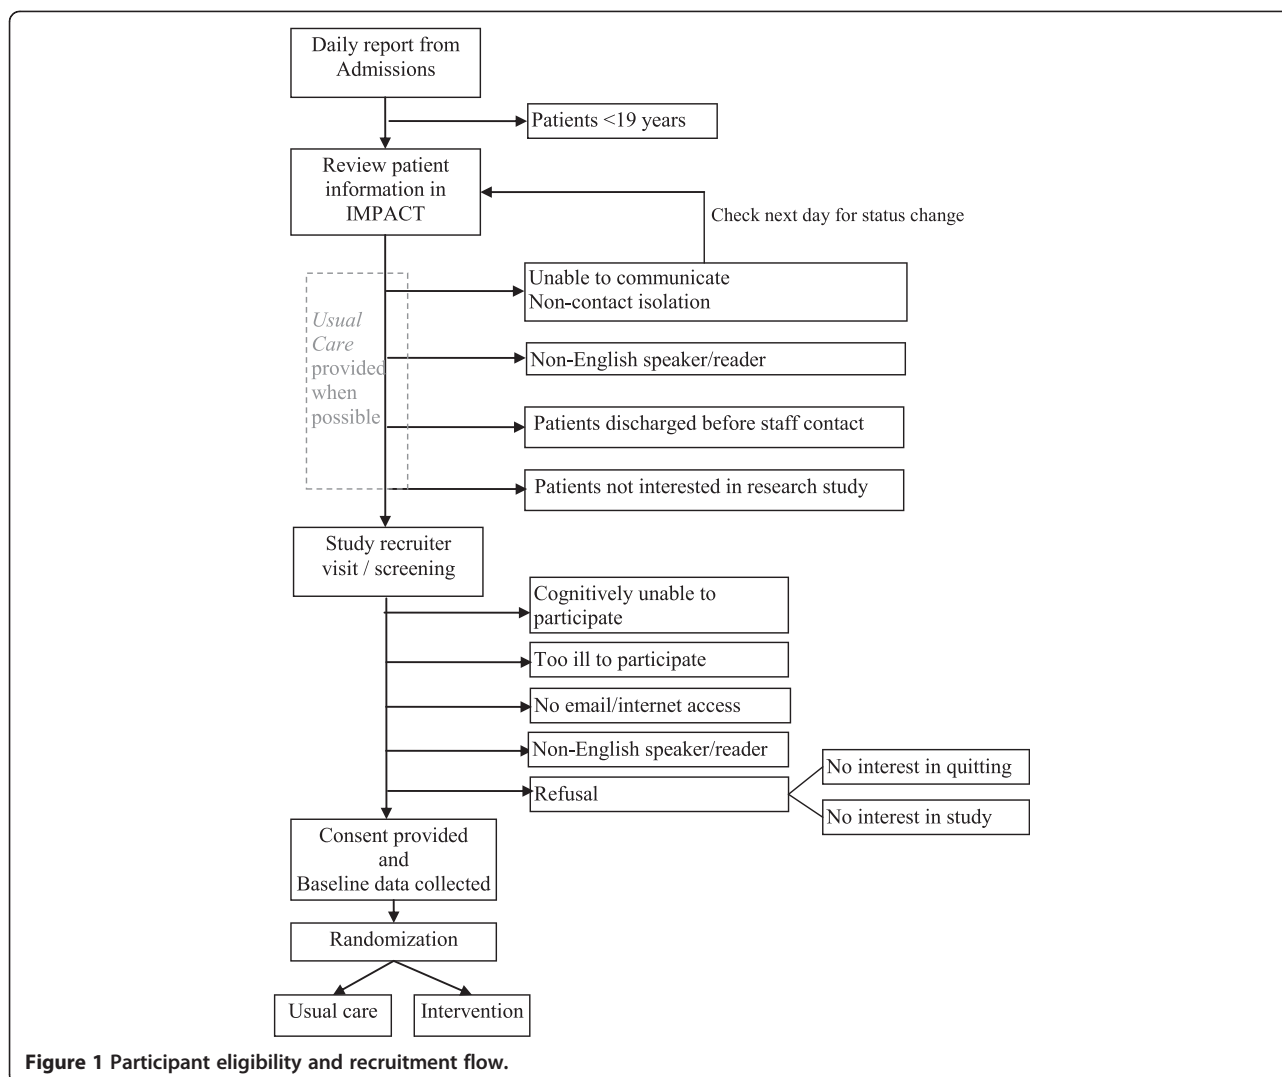 Daily report from
Admissions
Patients <19 years
Review patient
information in
IMPACT
Check next day for status change
Unable to communicate
Non-contact isolation
Usual
Care
provided
when
possible
Non-English speaker/reader
Patients discharged before staff contact
Patients not interested in research study
Study recruiter
visit / screening
Cognitively unable to
participate
Too ill to participate
No email/internet access
Non-English speaker/reader
Refusal
No interest in quitting
No interest in study
Consent provided
and
Baseline data collected
Randomization
Usual care
Intervention
Figure 1 Participant eligibility and recruitment flow.